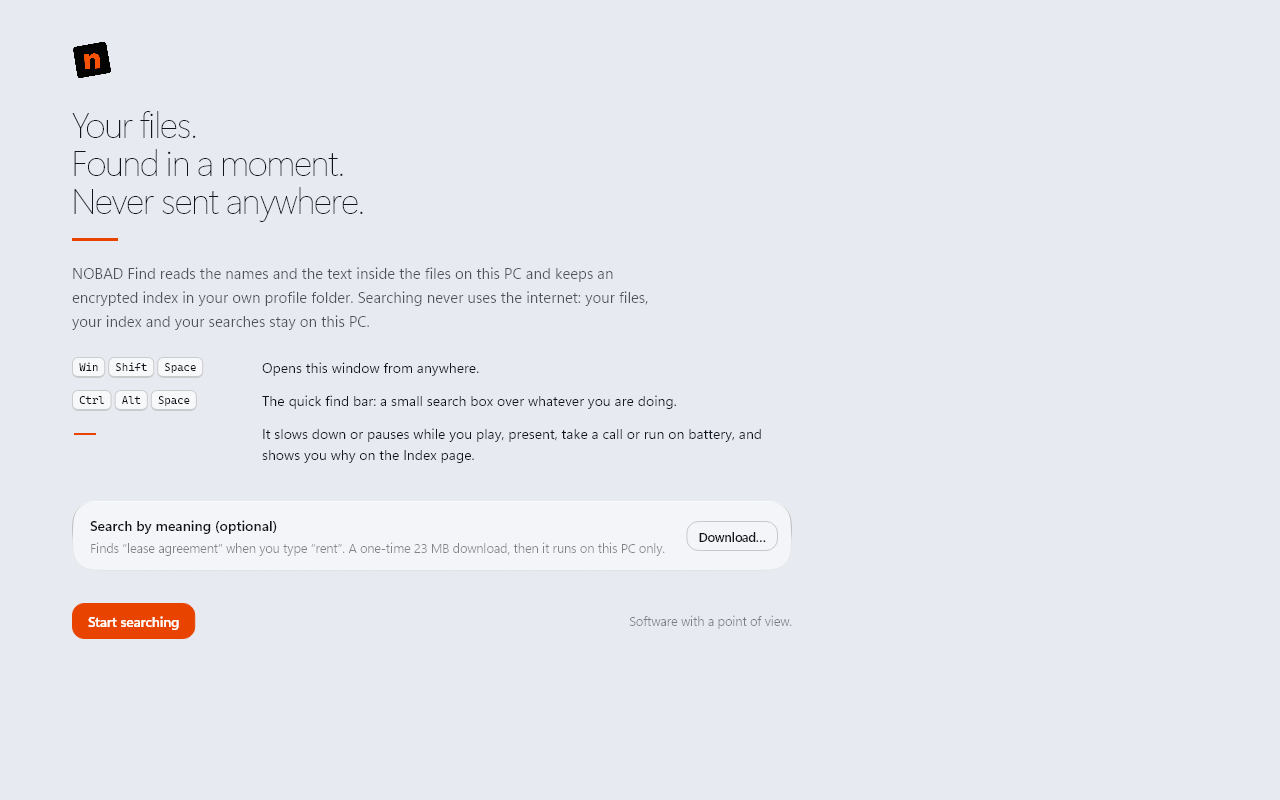 n
Your files.
Found in a moment.
Never sent anywhere.
NOBAD Find reads the names and the text inside the files on this PC and keeps an
encrypted index in your own profile folder. Searching never uses the internet: your files,
your index and your searches stay on this PC.
Win Shift Space Opens this window from anywhere.
Ctrl Alt Space The quick find bar: a small search box over whatever you are doing.
It slows down or pauses while you play, present, take a call or run on battery, and
shows you why on the Index page.
Search by meaning (optional)
Finds “lease agreement” when you type “rent”. A one-time 23 MB download, then it runs on this PC only.
Download...
Start searching
Software with a point of view.